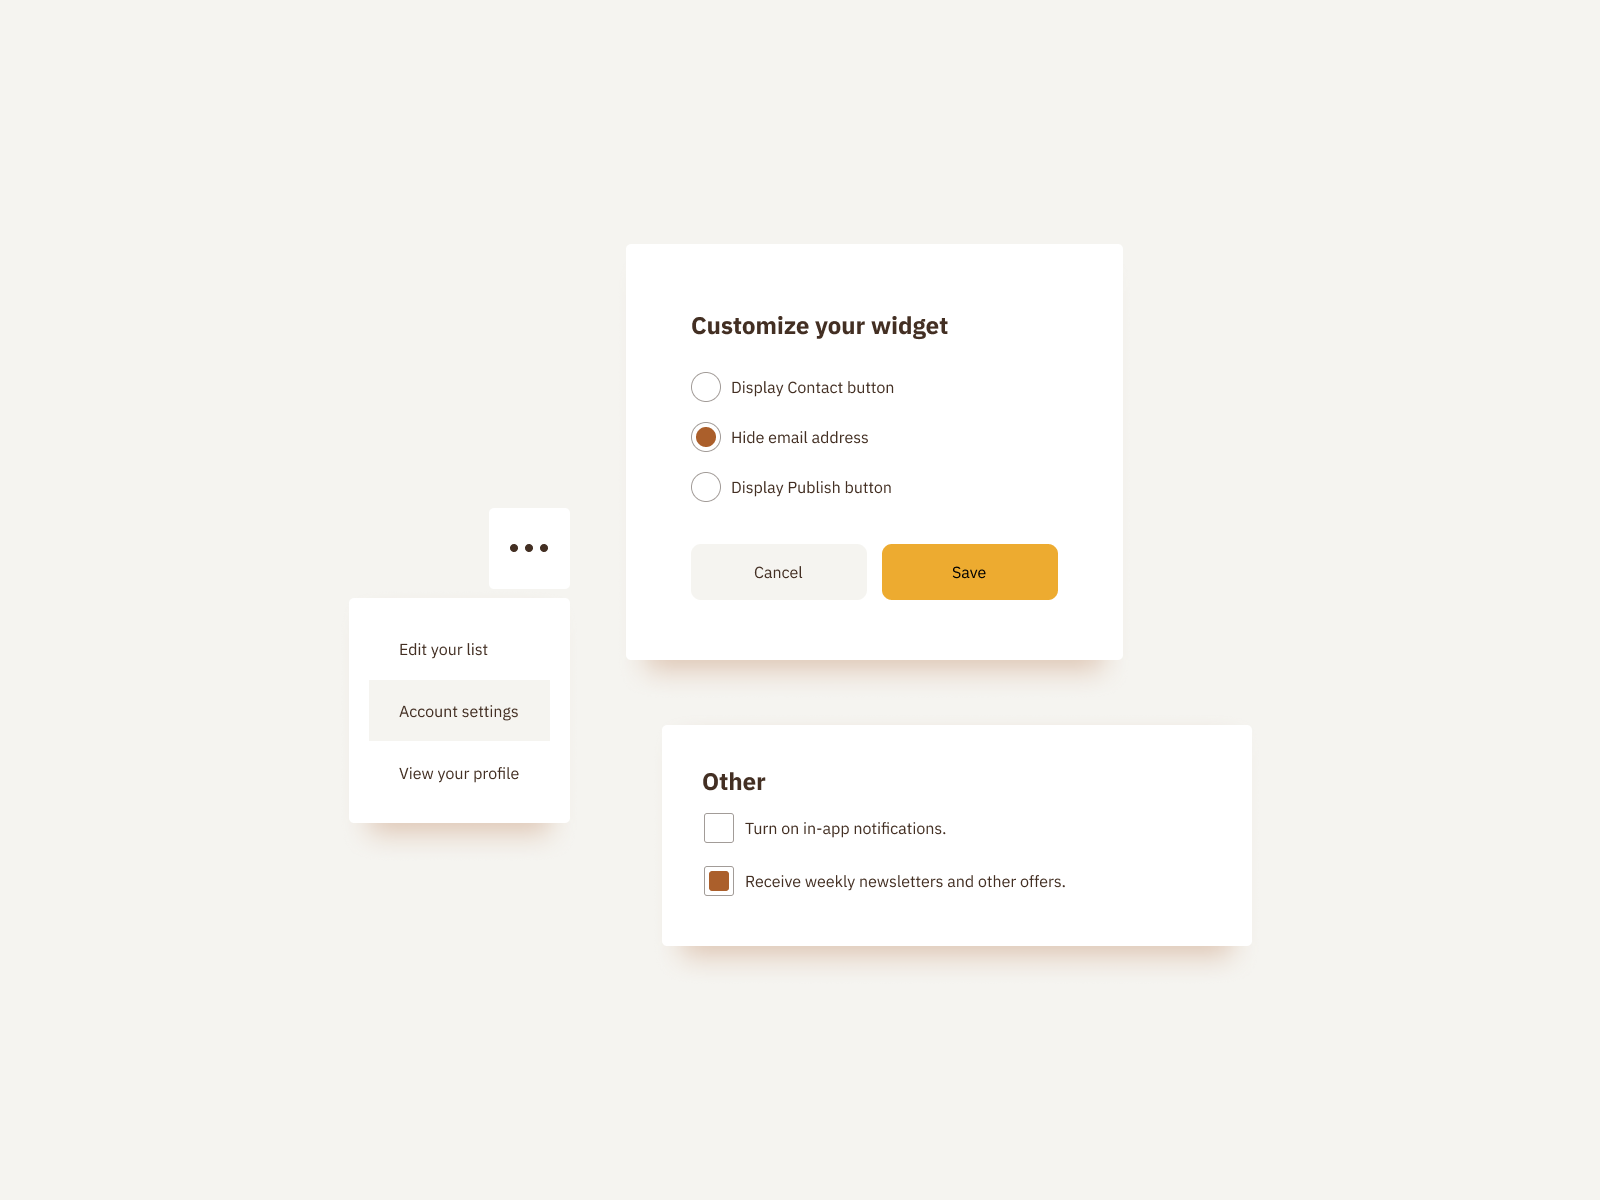 Customize your widget
Display Contact button
Hide email address
Display Publish button
Cancel
Save
Edit your list
Account settings
View your profile
Other
Turn on in-app notifications.
Receive weekly newsletters and other offers.